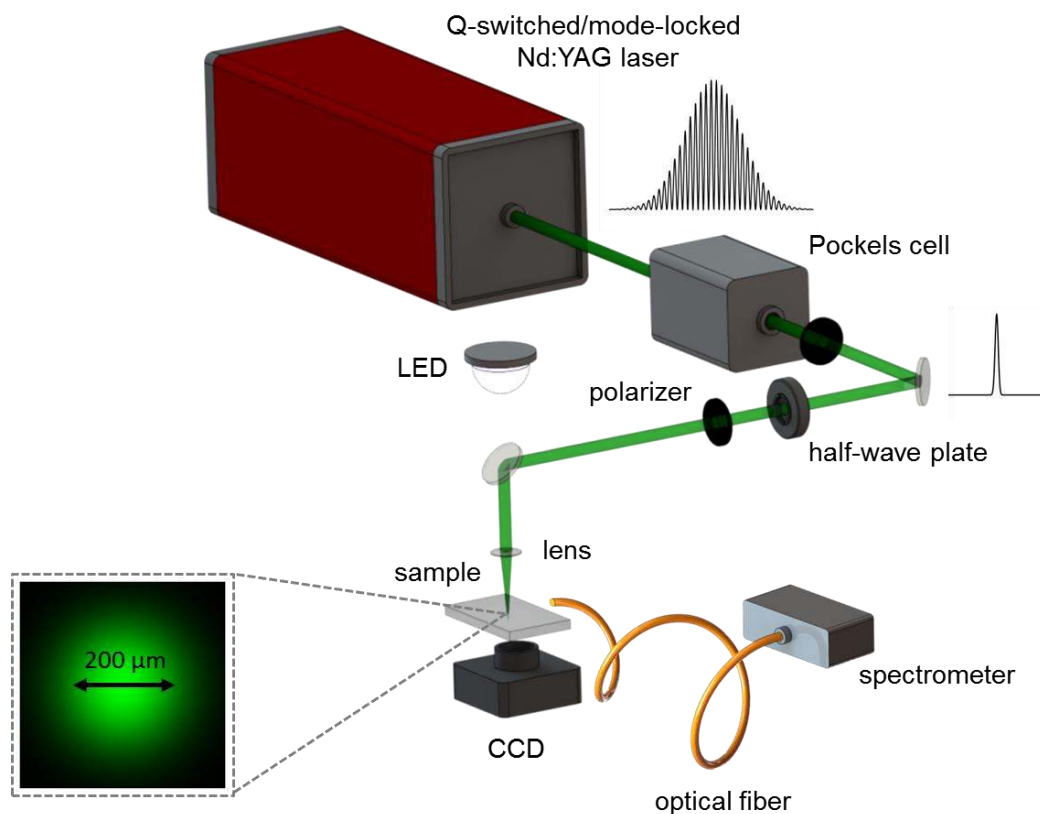 Q-switched/mode-locked
Nd:YAG laser
Pockels cell
LED
polarizer
half-wave plate
lens
sample
200 µm
spectrometer
CCD
optical fiber